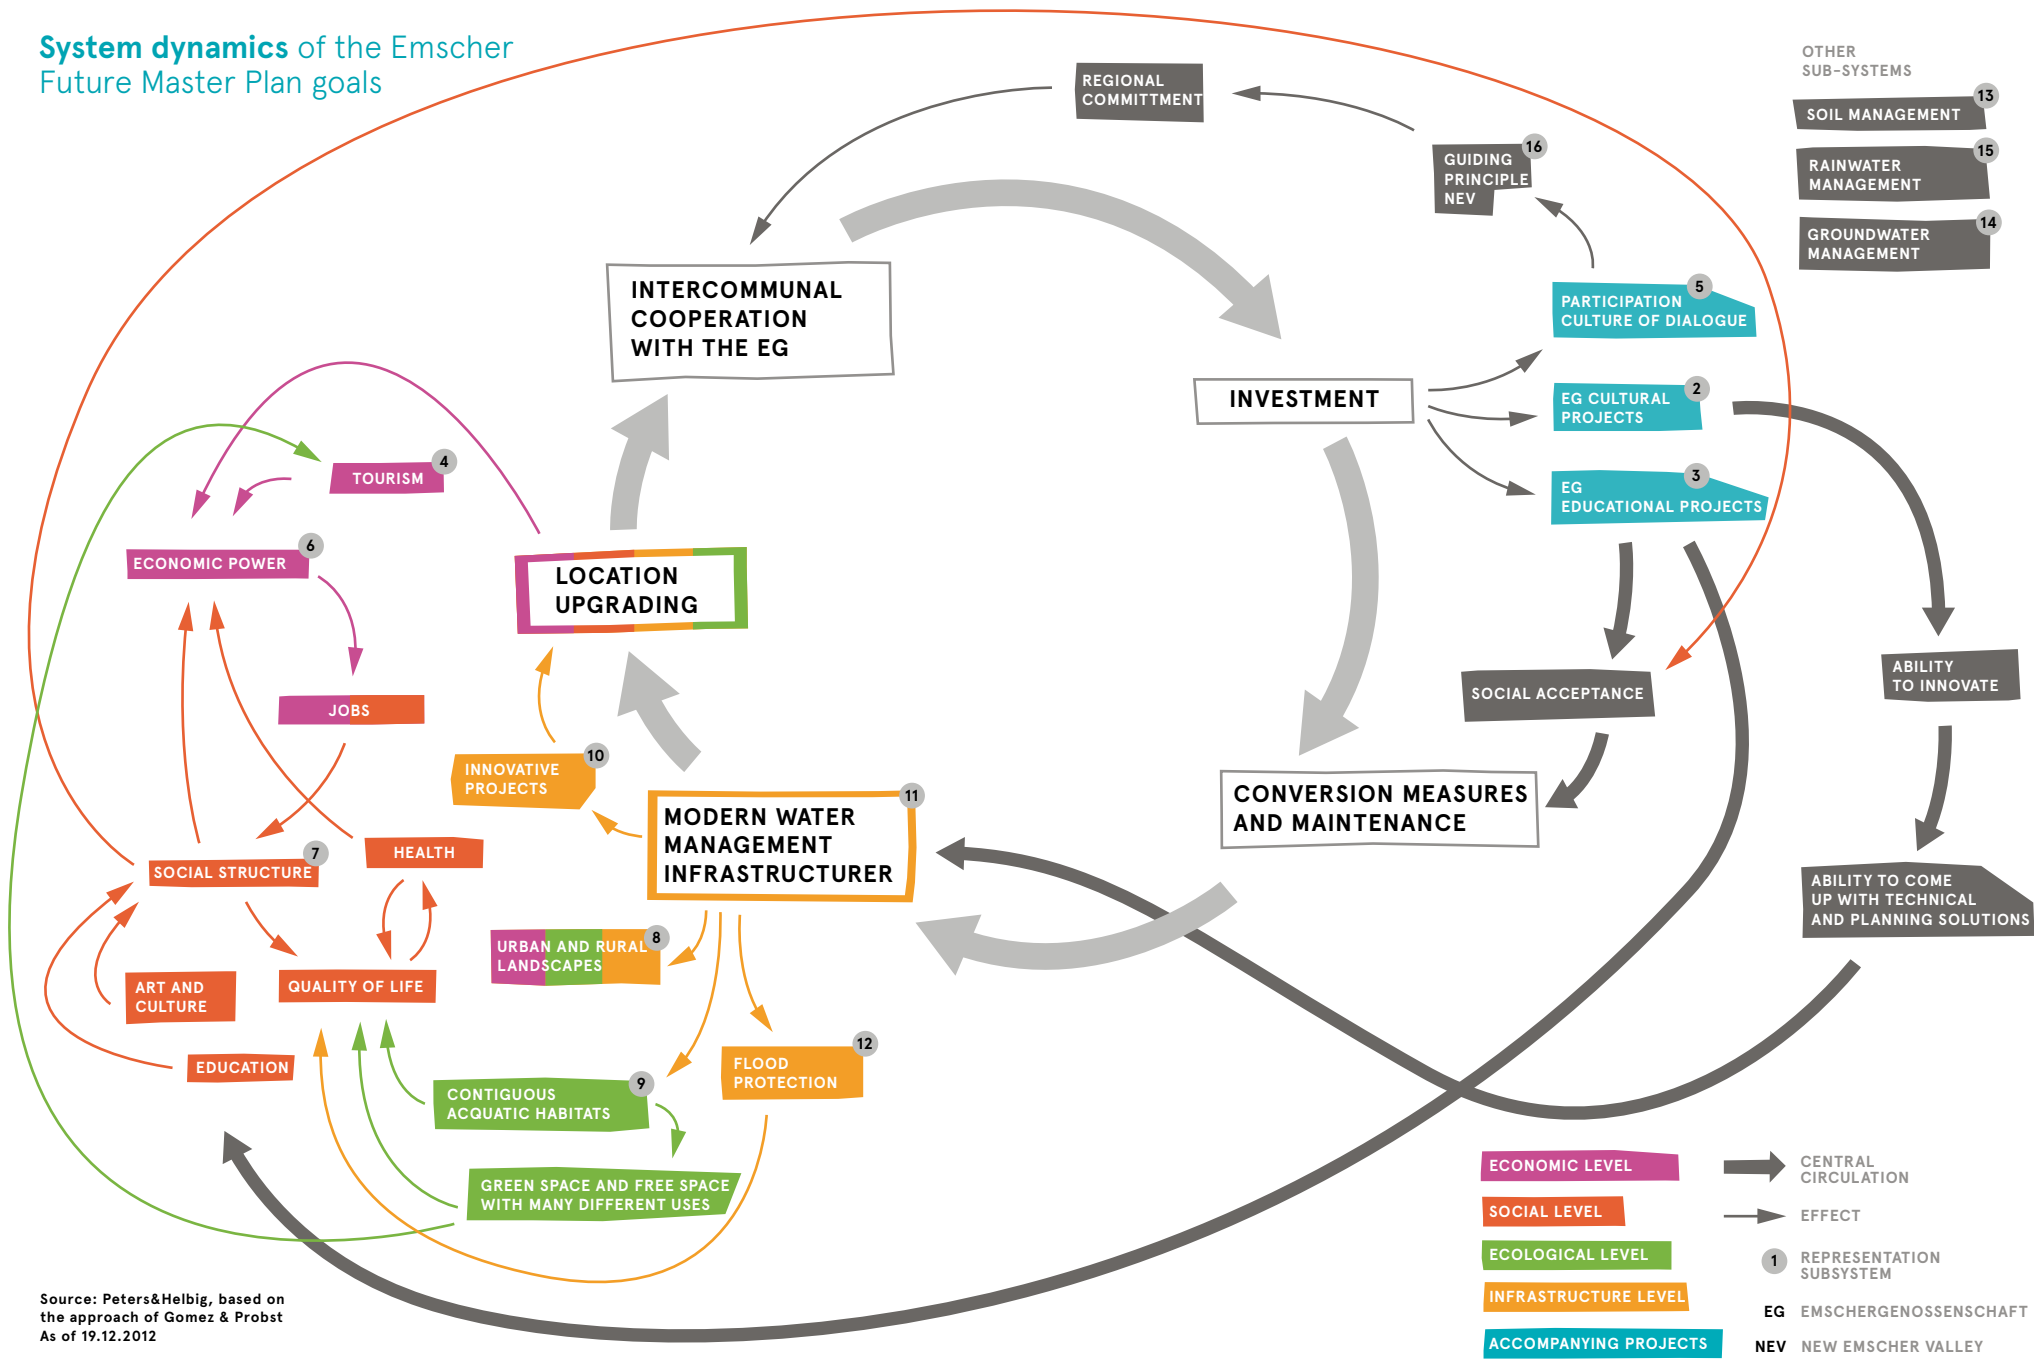 System dynamics of the Emscher
Future Master Plan goals
OTHER
SUB-SYSTEMS
13
SOIL MANAGEMENT
15
RAINWATER
MANAGEMENT
14
GROUNDWATER
MANAGEMENT
REGIONAL
COMMITTMENT
16
GUIDING
PRINCIPLE
NEV
INTERCOMMUNAL
COOPERATION
WITH THE EG
5
PARTICIPATION
CULTURE OF DIALOGUE
INVESTMENT
2
EG CULTURAL
PROJECTS
3
EG
EDUCATIONAL PROJECTS
4
TOURISM
6
ECONOMIC POWER
LOCATION
UPGRADING
JOBS
SOCIAL ACCEPTANCE
ABILITY
TO INNOVATE
10
INNOVATIVE
PROJECTS
11
MODERN WATER
MANAGEMENT
INFRASTRUCTURER
CONVERSION MEASURES
AND MAINTENANCE
7
SOCIAL STRUCTURE
HEALTH
ABILITY TO COME
UP WITH TECHNICAL
AND PLANNING SOLUTIONS
8
URBAN AND RURAL
LANDSCAPES
ART AND
CULTURE
QUALITY OF LIFE
EDUCATION
12
FLOOD
PROTECTION
9
CONTIGUOUS
ACQUATIC HABITATS
GREEN SPACE AND FREE SPACE
WITH MANY DIFFERENT USES
ECONOMIC LEVEL
SOCIAL LEVEL
ECOLOGICAL LEVEL
INFRASTRUCTURE LEVEL
ACCOMPANYING PROJECTS
CENTRAL
CIRCULATION
EFFECT
1
REPRESENTATION
SUBSYSTEM
EG EMSCHERGENOSSENSCHAFT
NEV NEW EMSCHER VALLEY
Source: Peters&Helbig, based on
the approach of Gomez & Probst
As of 19.12.2012